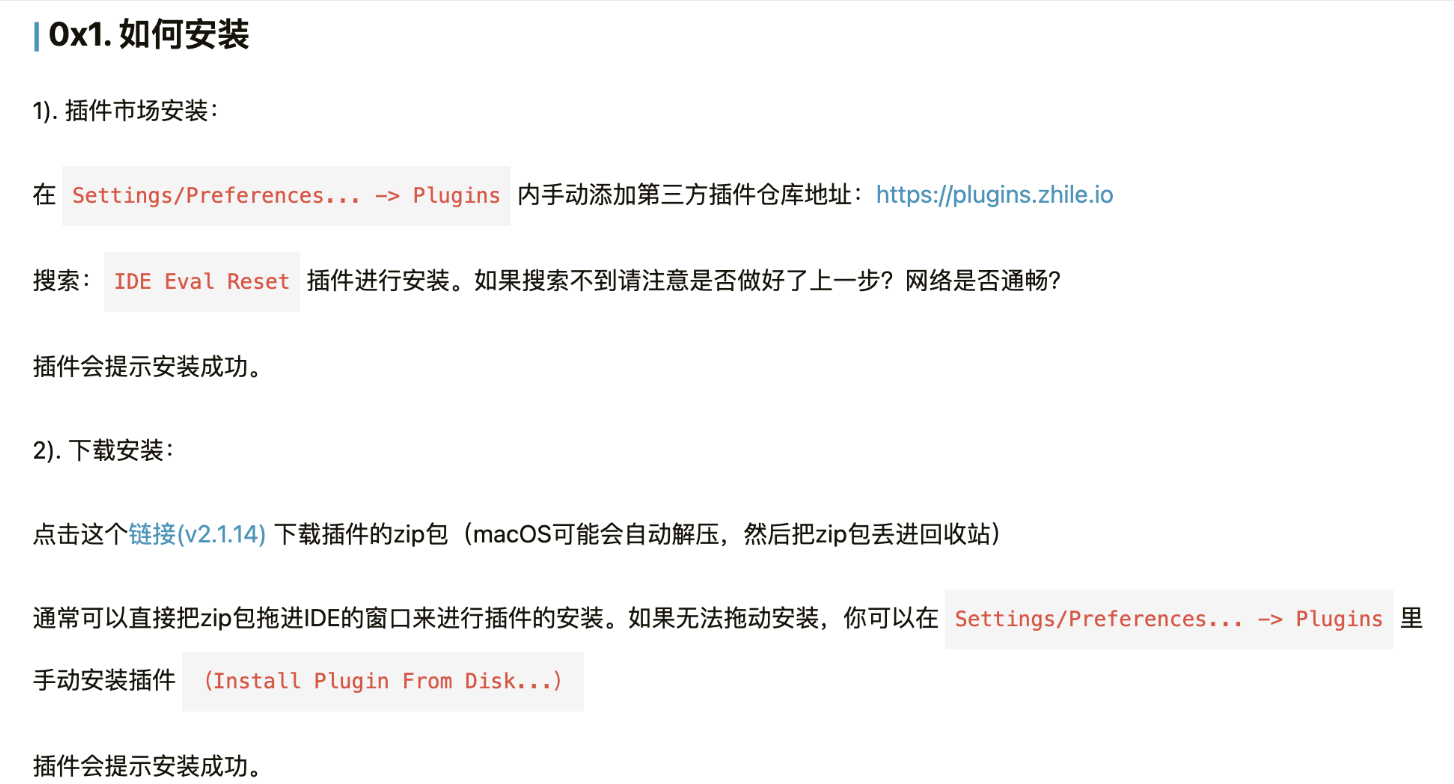 0x1. 如何安装
1). 插件市场安装：
在 Settings/Preferences... -> Plugins 内手动添加第三方插件仓库地址：https://plugins.zhile.io
搜索： IDE Eval Reset 插件进行安装。如果搜索不到请注意是否做好了上一步？网络是否通畅？
插件会提示安装成功。
2). 下载安装：
点击这个链接(v2.1.14) 下载插件的zip包（macOS可能会自动解压，然后把zip包丢进回收站）
通常可以直接把zip包拖进IDE的窗口来进行插件的安装。如果无法拖动安装，你可以在 Settings/Preferences... -> Plugins 里
手动安装插件 (Install Plugin From Disk...)
插件会提示安装成功。